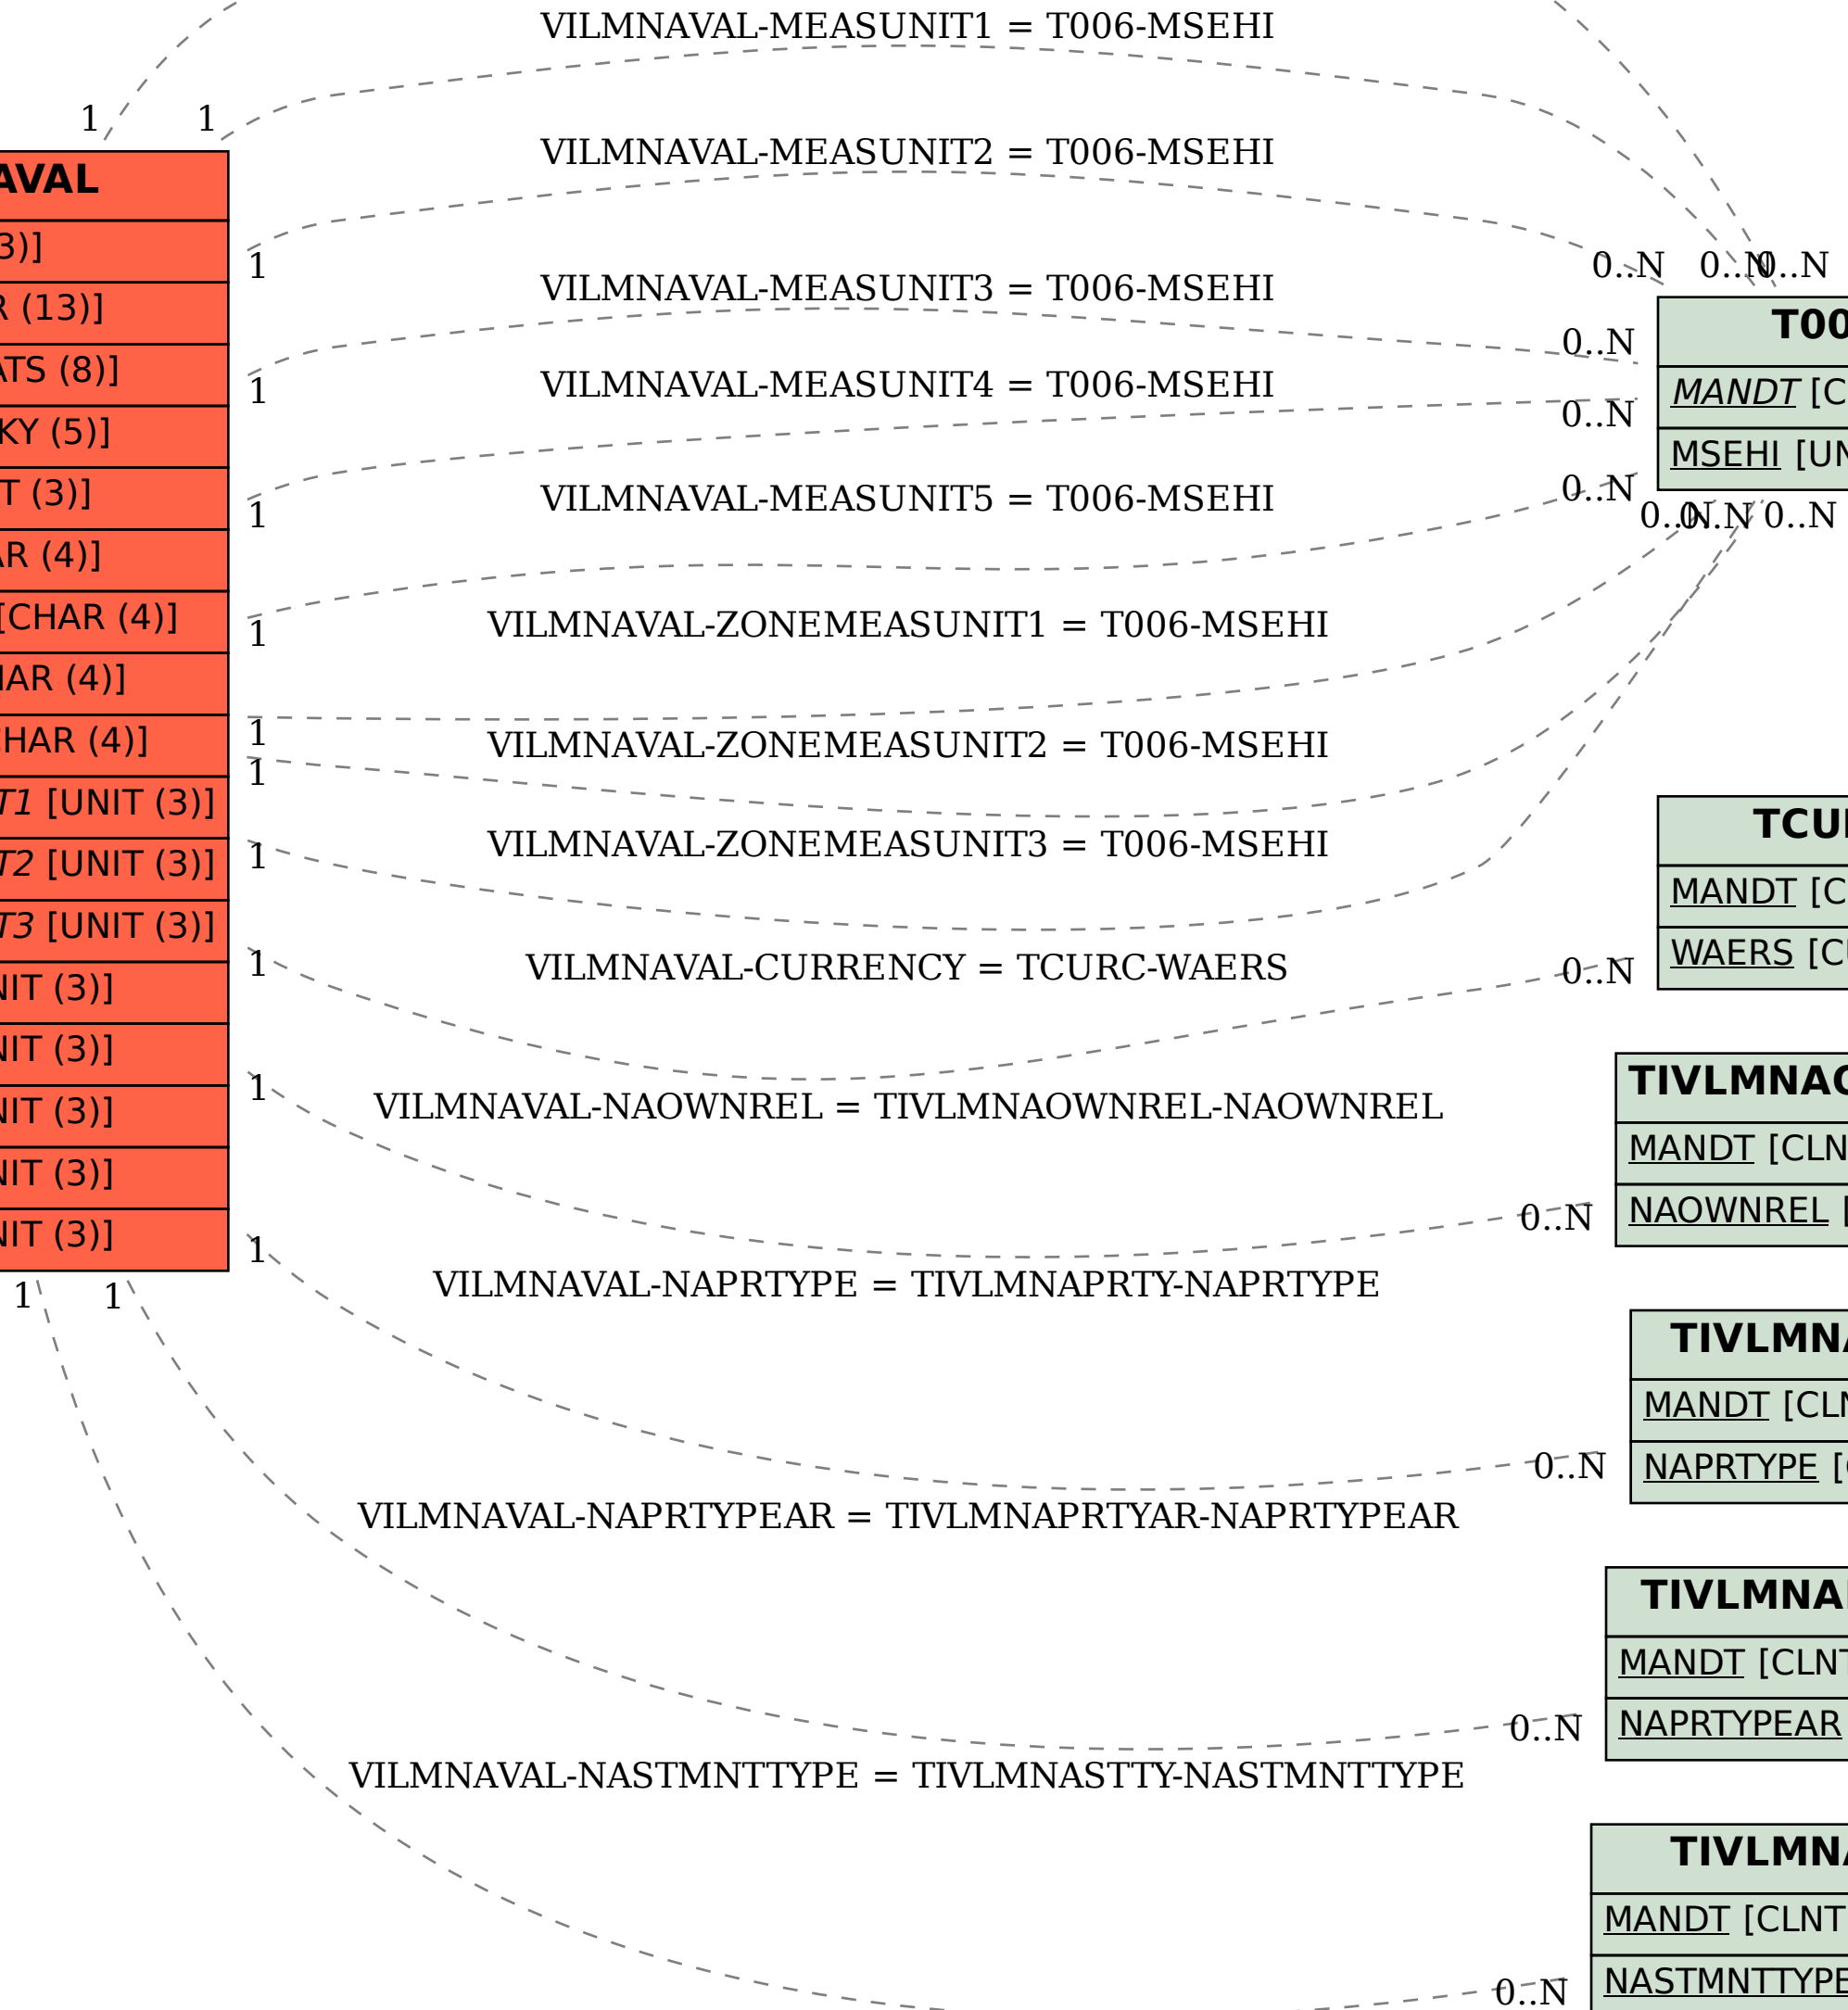 VILMNAVAL-MEASUNIT1 = T006-MSEHI
1 1
VILMNAVAL-MEASUNIT2 = T006-MSEHI
AVAL
3)]
R (13)]
ATS (8)]
KY (5)]
T (3)]
AR (4)]
[CHAR (4)]
HAR (4)]
CHAR (4)]
T1 [UNIT (3)]
T2 [UNIT (3)]
T3 [UNIT (3)]
NIT (3)]
NIT (3)]
NIT (3)]
NIT (3)]
NIT (3)]
1
1
1
1
1
1
1
1
1
1
1 1
VILMNAVAL-MEASUNIT3 = T006-MSEHI
VILMNAVAL-MEASUNIT4 = T006-MSEHI
VILMNAVAL-MEASUNIT5 = T006-MSEHI
VILMNAVAL-ZONEMEASUNIT1 = T006-MSEHI
VILMNAVAL-ZONEMEASUNIT2 = T006-MSEHI
VILMNAVAL-ZONEMEASUNIT3 = T006-MSEHI
VILMNAVAL-CURRENCY = TCURC-WAERS
VILMNAVAL-NAOWNREL = TIVLMNAOWNREL-NAOWNREL
VILMNAVAL-NAPRTYPE = TIVLMNAPRTY-NAPRTYPE
VILMNAVAL-NAPRTYPEAR = TIVLMNAPRTYAR-NAPRTYPEAR
VILMNAVAL-NASTMNTTYPE = TIVLMNASTTY-NASTMNTTYPE
0..N 0..N 0..N
0..N
0..N
0..N
0..N 0..N 0..N
0..N
0..N
0..N
0..N
0..N
T00
MANDT [C
MSEHI [UN
TCU
MANDT [C
WAERS [C
TIVLMNAO
MANDT [CLN
NAOWNREL [
TIVLMNA
MANDT [CLN
NAPRTYPE [
TIVLMNA
MANDT [CLNT
NAPRTYPEAR
TIVLMNA
MANDT [CLNT
NASTMNTTYPE